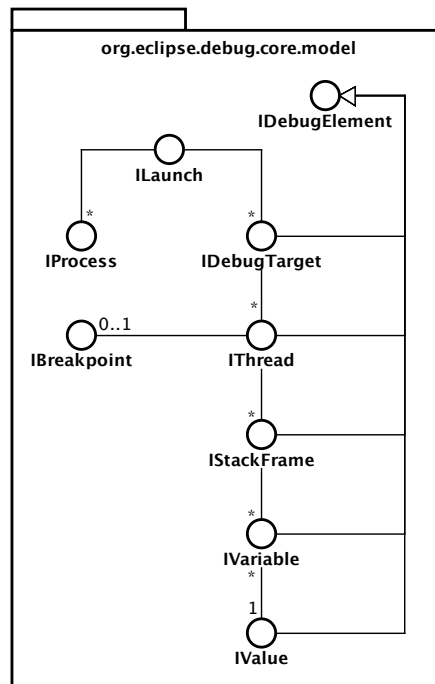 org.eclipse.debug.core.model
IDebugElement
ILaunch
*
*
IProcess
IDebugTarget
*
0..1
IBreakpoint
IThread
*
IStackFrame
*
IVariable
*
1
IValue